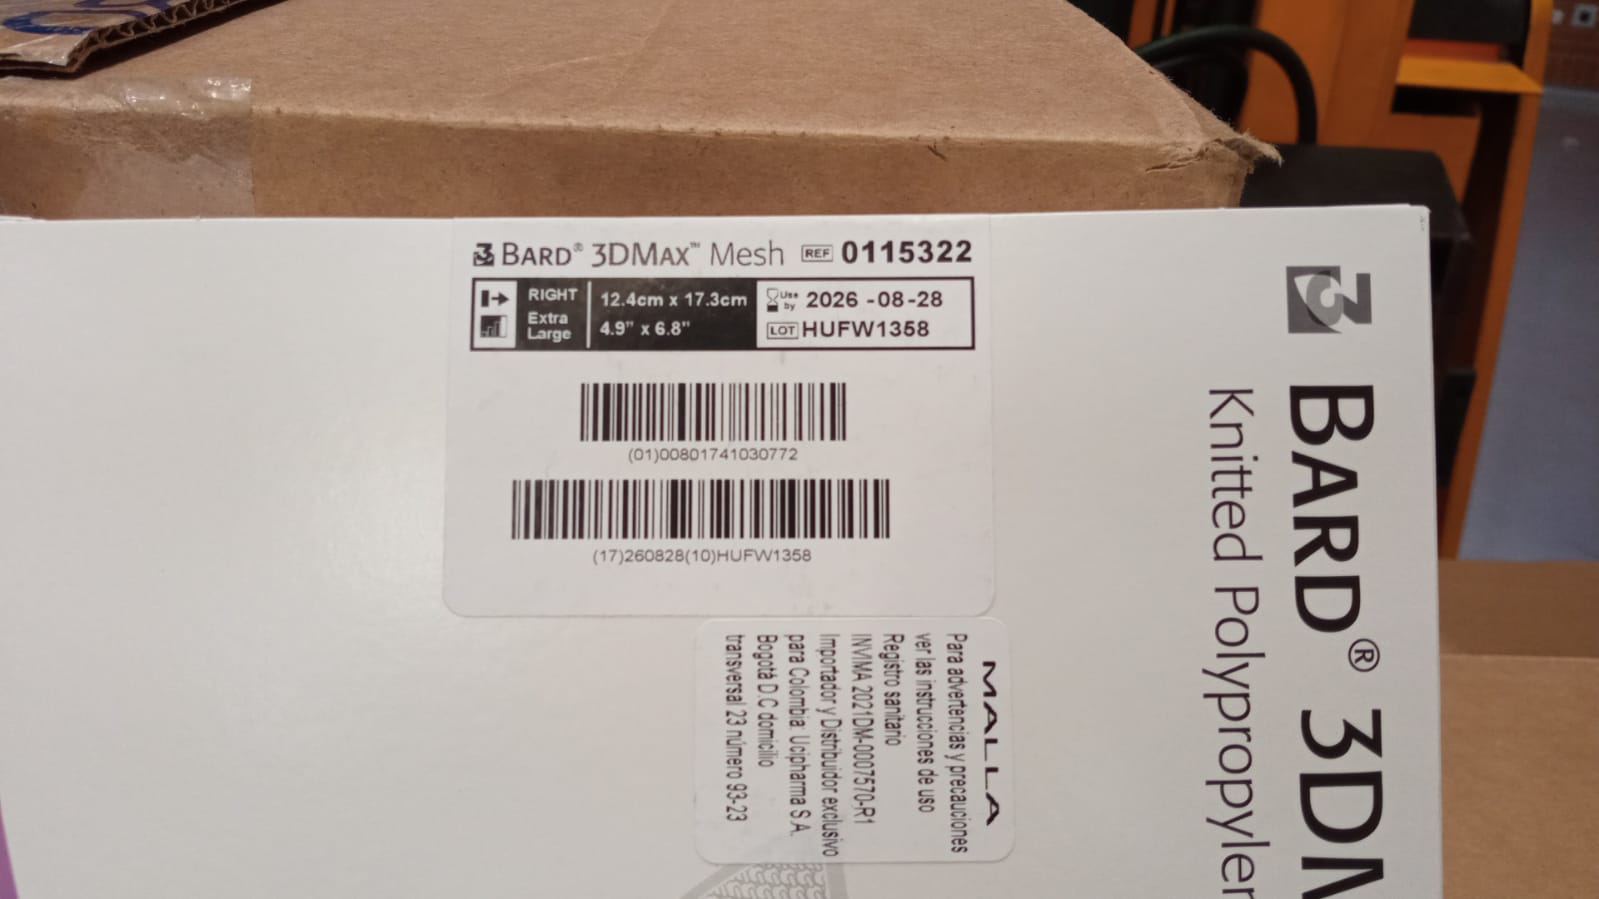 BARD® 3DMAX™ Mesh REF 0115322
RIGHT
Extra
Large
12.4cm x 17.3cm
4.9" x 6.8"
Use by 2026 -08-28
LOT HUFW1358
(01)00801741030772
(17)260828(10)HUFW1358
MALLA
Para advertencias y precauciones
ver las instrucciones de uso
Registro sanitario
INVIMA 2021DM-0007570-R1
Importador y Distribuidor exclusivo
para Colombia: Ucipharma S.A.
Bogotá D.C domicilio
transversal 23 número 93-23
BARD® 3DM
Knitted Polypropylen